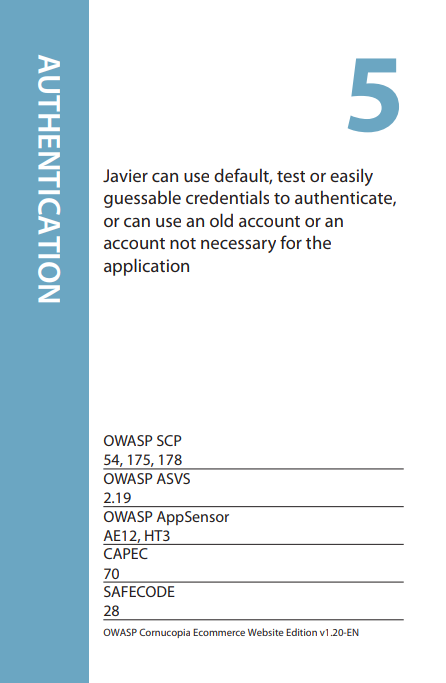 AUTHENTICATION
5
Javier can use default, test or easily
guessable credentials to authenticate,
or can use an old account or an
account not necessary for the
application
OWASP SCP
54, 175, 178
OWASP ASVS
2.19
OWASP AppSensor
AE12, HT3
CAPEC
70
SAFECODE
28
OWASP Cornucopia Ecommerce Website Edition v1.20-EN